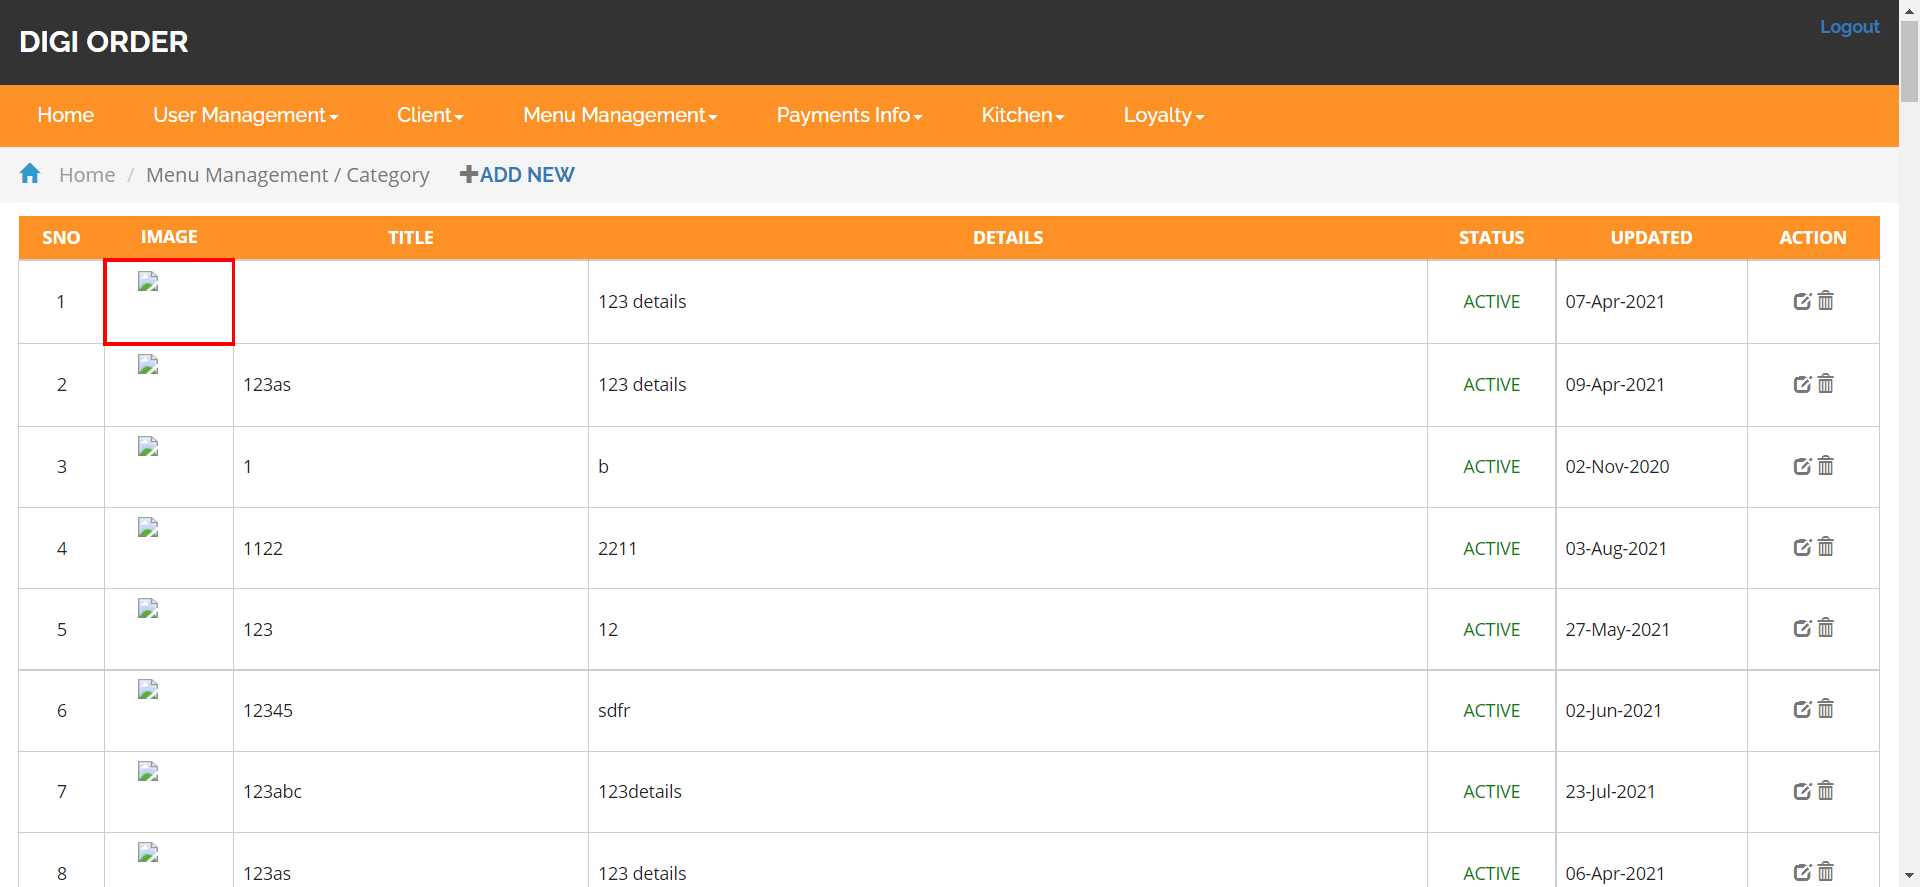 DIGI ORDER
Logout
Home User Management Client Menu Management Payments Info Kitchen Loyalty
Home / Menu Management / Category ADD NEW
SNO IMAGE TITLE DETAILS STATUS UPDATED ACTION
1 123 details ACTIVE 07-Apr-2021
2 123as 123 details ACTIVE 09-Apr-2021
3 1 b ACTIVE 02-Nov-2020
4 1122 2211 ACTIVE 03-Aug-2021
5 123 12 ACTIVE 27-May-2021
6 12345 sdfr ACTIVE 02-Jun-2021
7 123abc 123details ACTIVE 23-Jul-2021
8 123as 123 details ACTIVE 06-Apr-2021